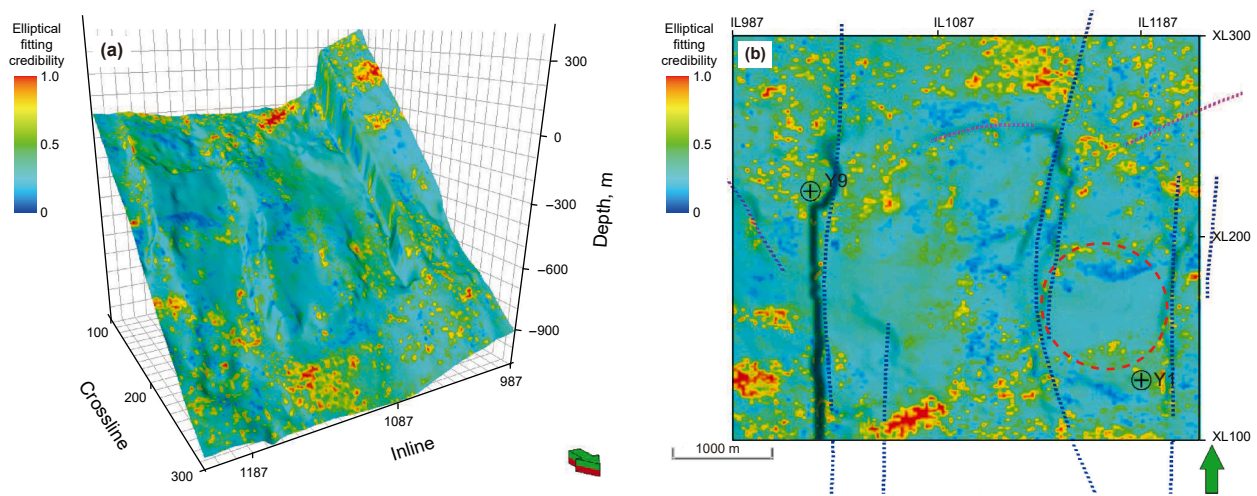 Elliptical
fitting
credibility
1.0
0.5
0
(a)
300
0
−300
−600
−900
Depth, m
100
200
300
Crossline
1187
1087
987
Inline
Elliptical
fitting
credibility
1.0
0.5
0
(b)
IL987
IL1087
IL1187
XL300
XL200
XL100
Y9
Y1
1000 m